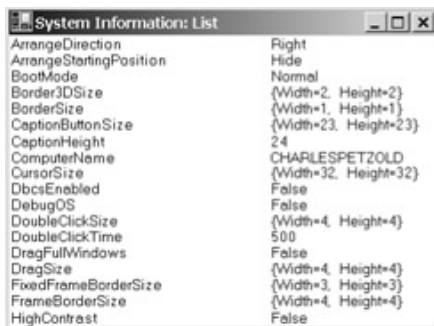 System Information: List
ArrangeDirection Right
ArrangeStartingPosition Hide
BootMode Normal
Border3DSize {Width=2, Height=2}
BorderSize {Width=1, Height=1}
CaptionButtonSize {Width=23, Height=23}
CaptionHeight 24
ComputerName CHARLESPETZOLD
CursorSize {Width=32, Height=32}
DbcsEnabled False
DebugOS False
DoubleClickSize {Width=4, Height=4}
DoubleClickTime 500
DragFullWindows False
DragSize {Width=4, Height=4}
FixedFrameBorderSize {Width=3, Height=3}
FrameBorderSize {Width=4, Height=4}
HighContrast False